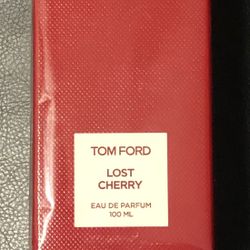 TOM FORD
LOST
CHERRY
EAU DE PARFUM
100 ML